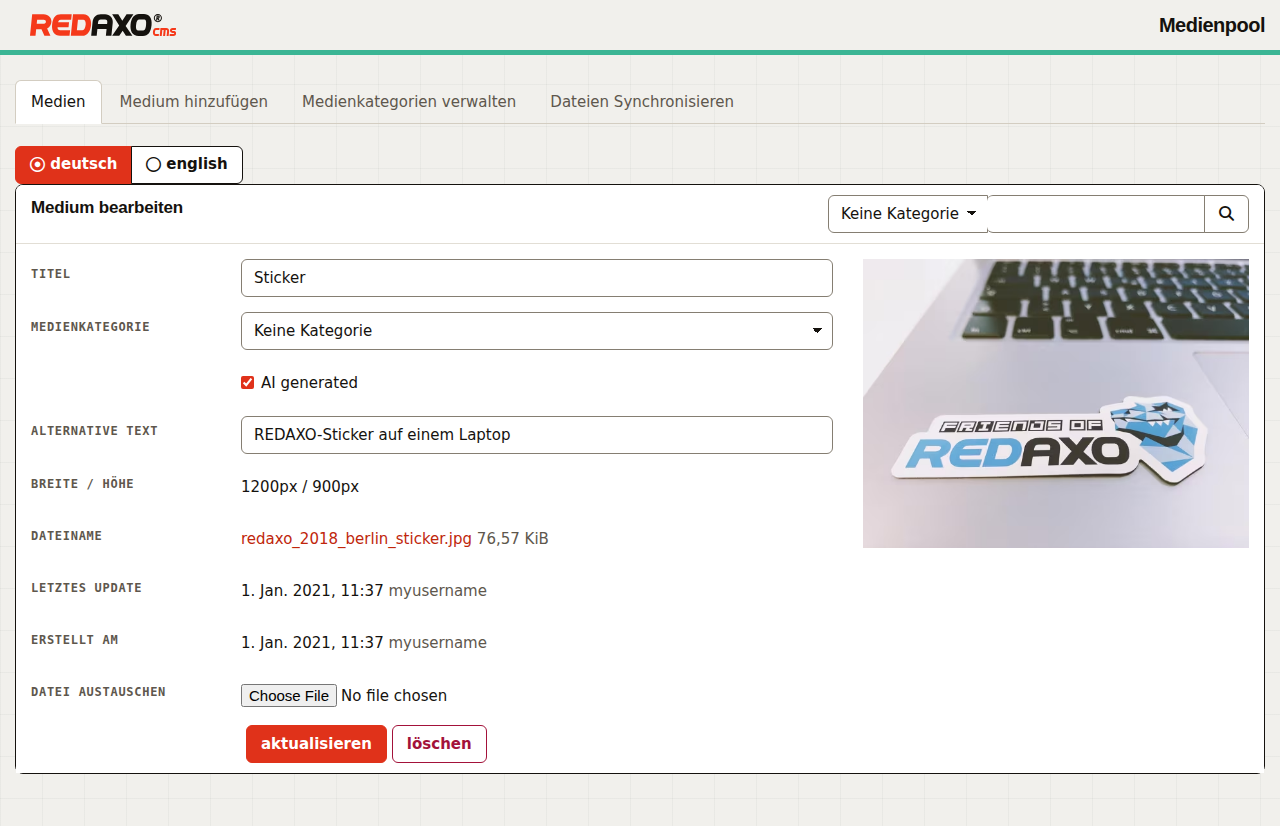 REDAXO® cms
Medienpool
Medien Medium hinzufügen Medienkategorien verwalten Dateien Synchronisieren
deutsch english
Medium bearbeiten
Keine Kategorie
TITEL
Sticker
MEDIENKATEGORIE
Keine Kategorie
AI generated
ALTERNATIVE TEXT
REDAXO-Sticker auf einem Laptop
BREITE / HÖHE
1200px / 900px
DATEINAME
redaxo_2018_berlin_sticker.jpg 76,57 KiB
LETZTES UPDATE
1. Jan. 2021, 11:37 myusername
ERSTELLT AM
1. Jan. 2021, 11:37 myusername
DATEI AUSTAUSCHEN
Choose File No file chosen
aktualisieren löschen
FRIENDS OF
REDAXO